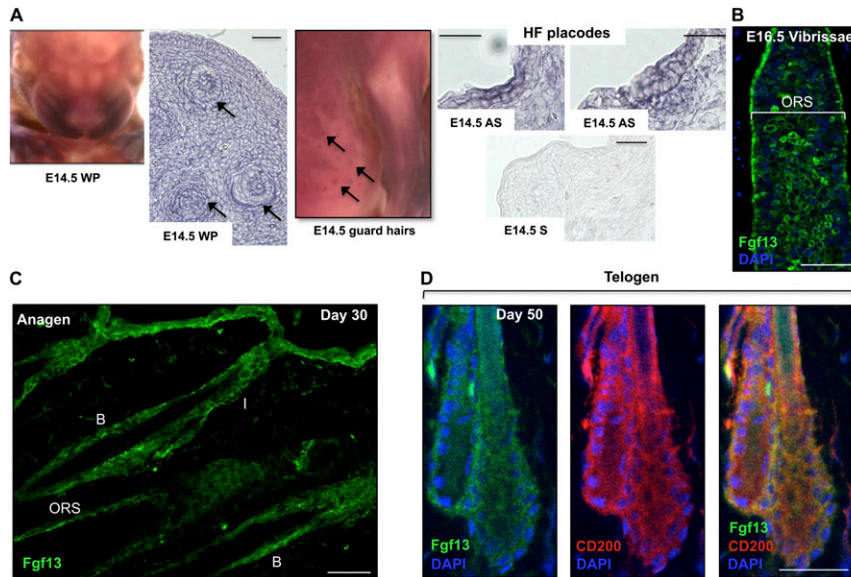 A
HF placodes
E14.5 WP
E14.5 WP
E14.5 guard hairs
E14.5 AS
E14.5 AS
E14.5 S
B
E16.5 Vibrissae
ORS
Fgf13
DAPI
C
Anagen
Day 30
B
I
ORS
B
Fgf13
D
Telogen
Day 50
Fgf13
DAPI
CD200
DAPI
Fgf13
CD200
DAPI